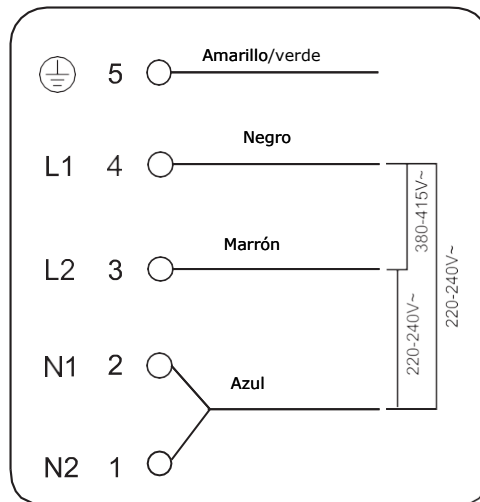 5 Amarillo/verde
L1 4 Negro
L2 3 Marrón
N1 2
Azul
N2 1
380-415V~
220-240V~
220-240V~